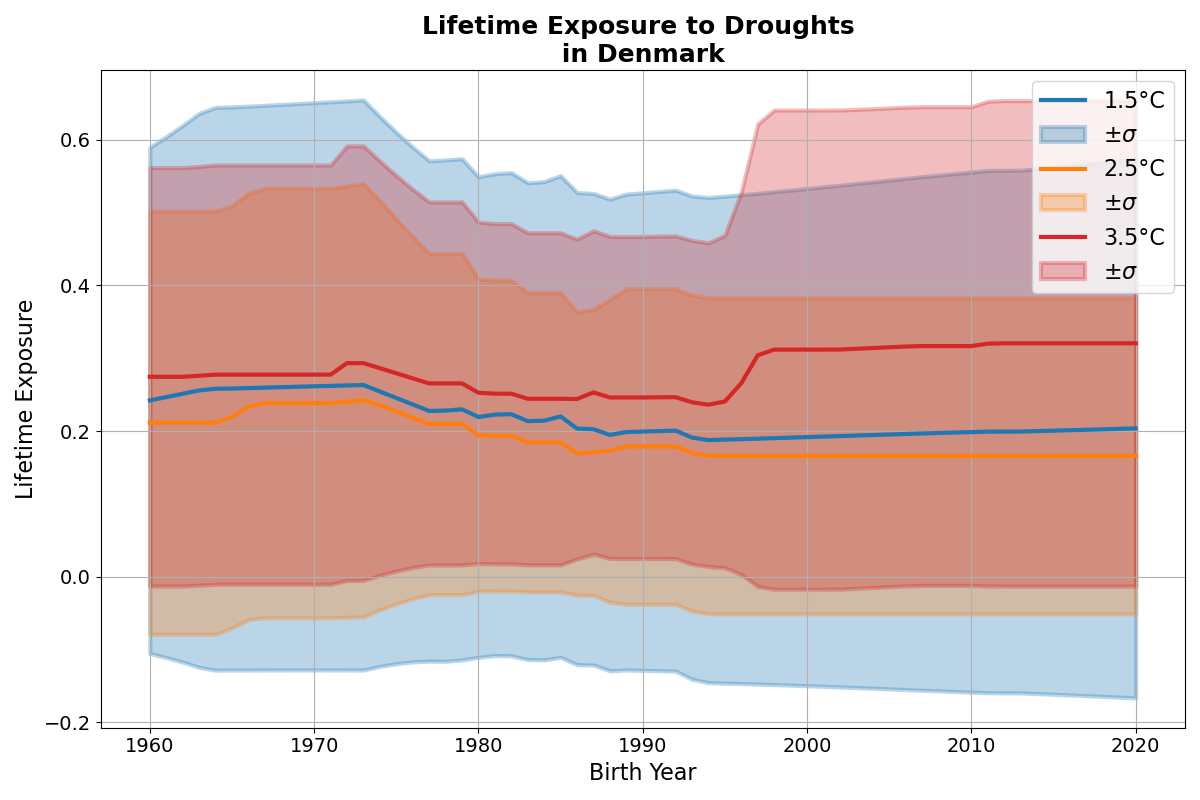 Lifetime Exposure to Droughts
in Denmark
Lifetime Exposure
0.6
0.4
0.2
0.0
−0.2
1.5°C
±σ
2.5°C
±σ
3.5°C
±σ
1960
1970
1980
1990
2000
2010
2020
Birth Year